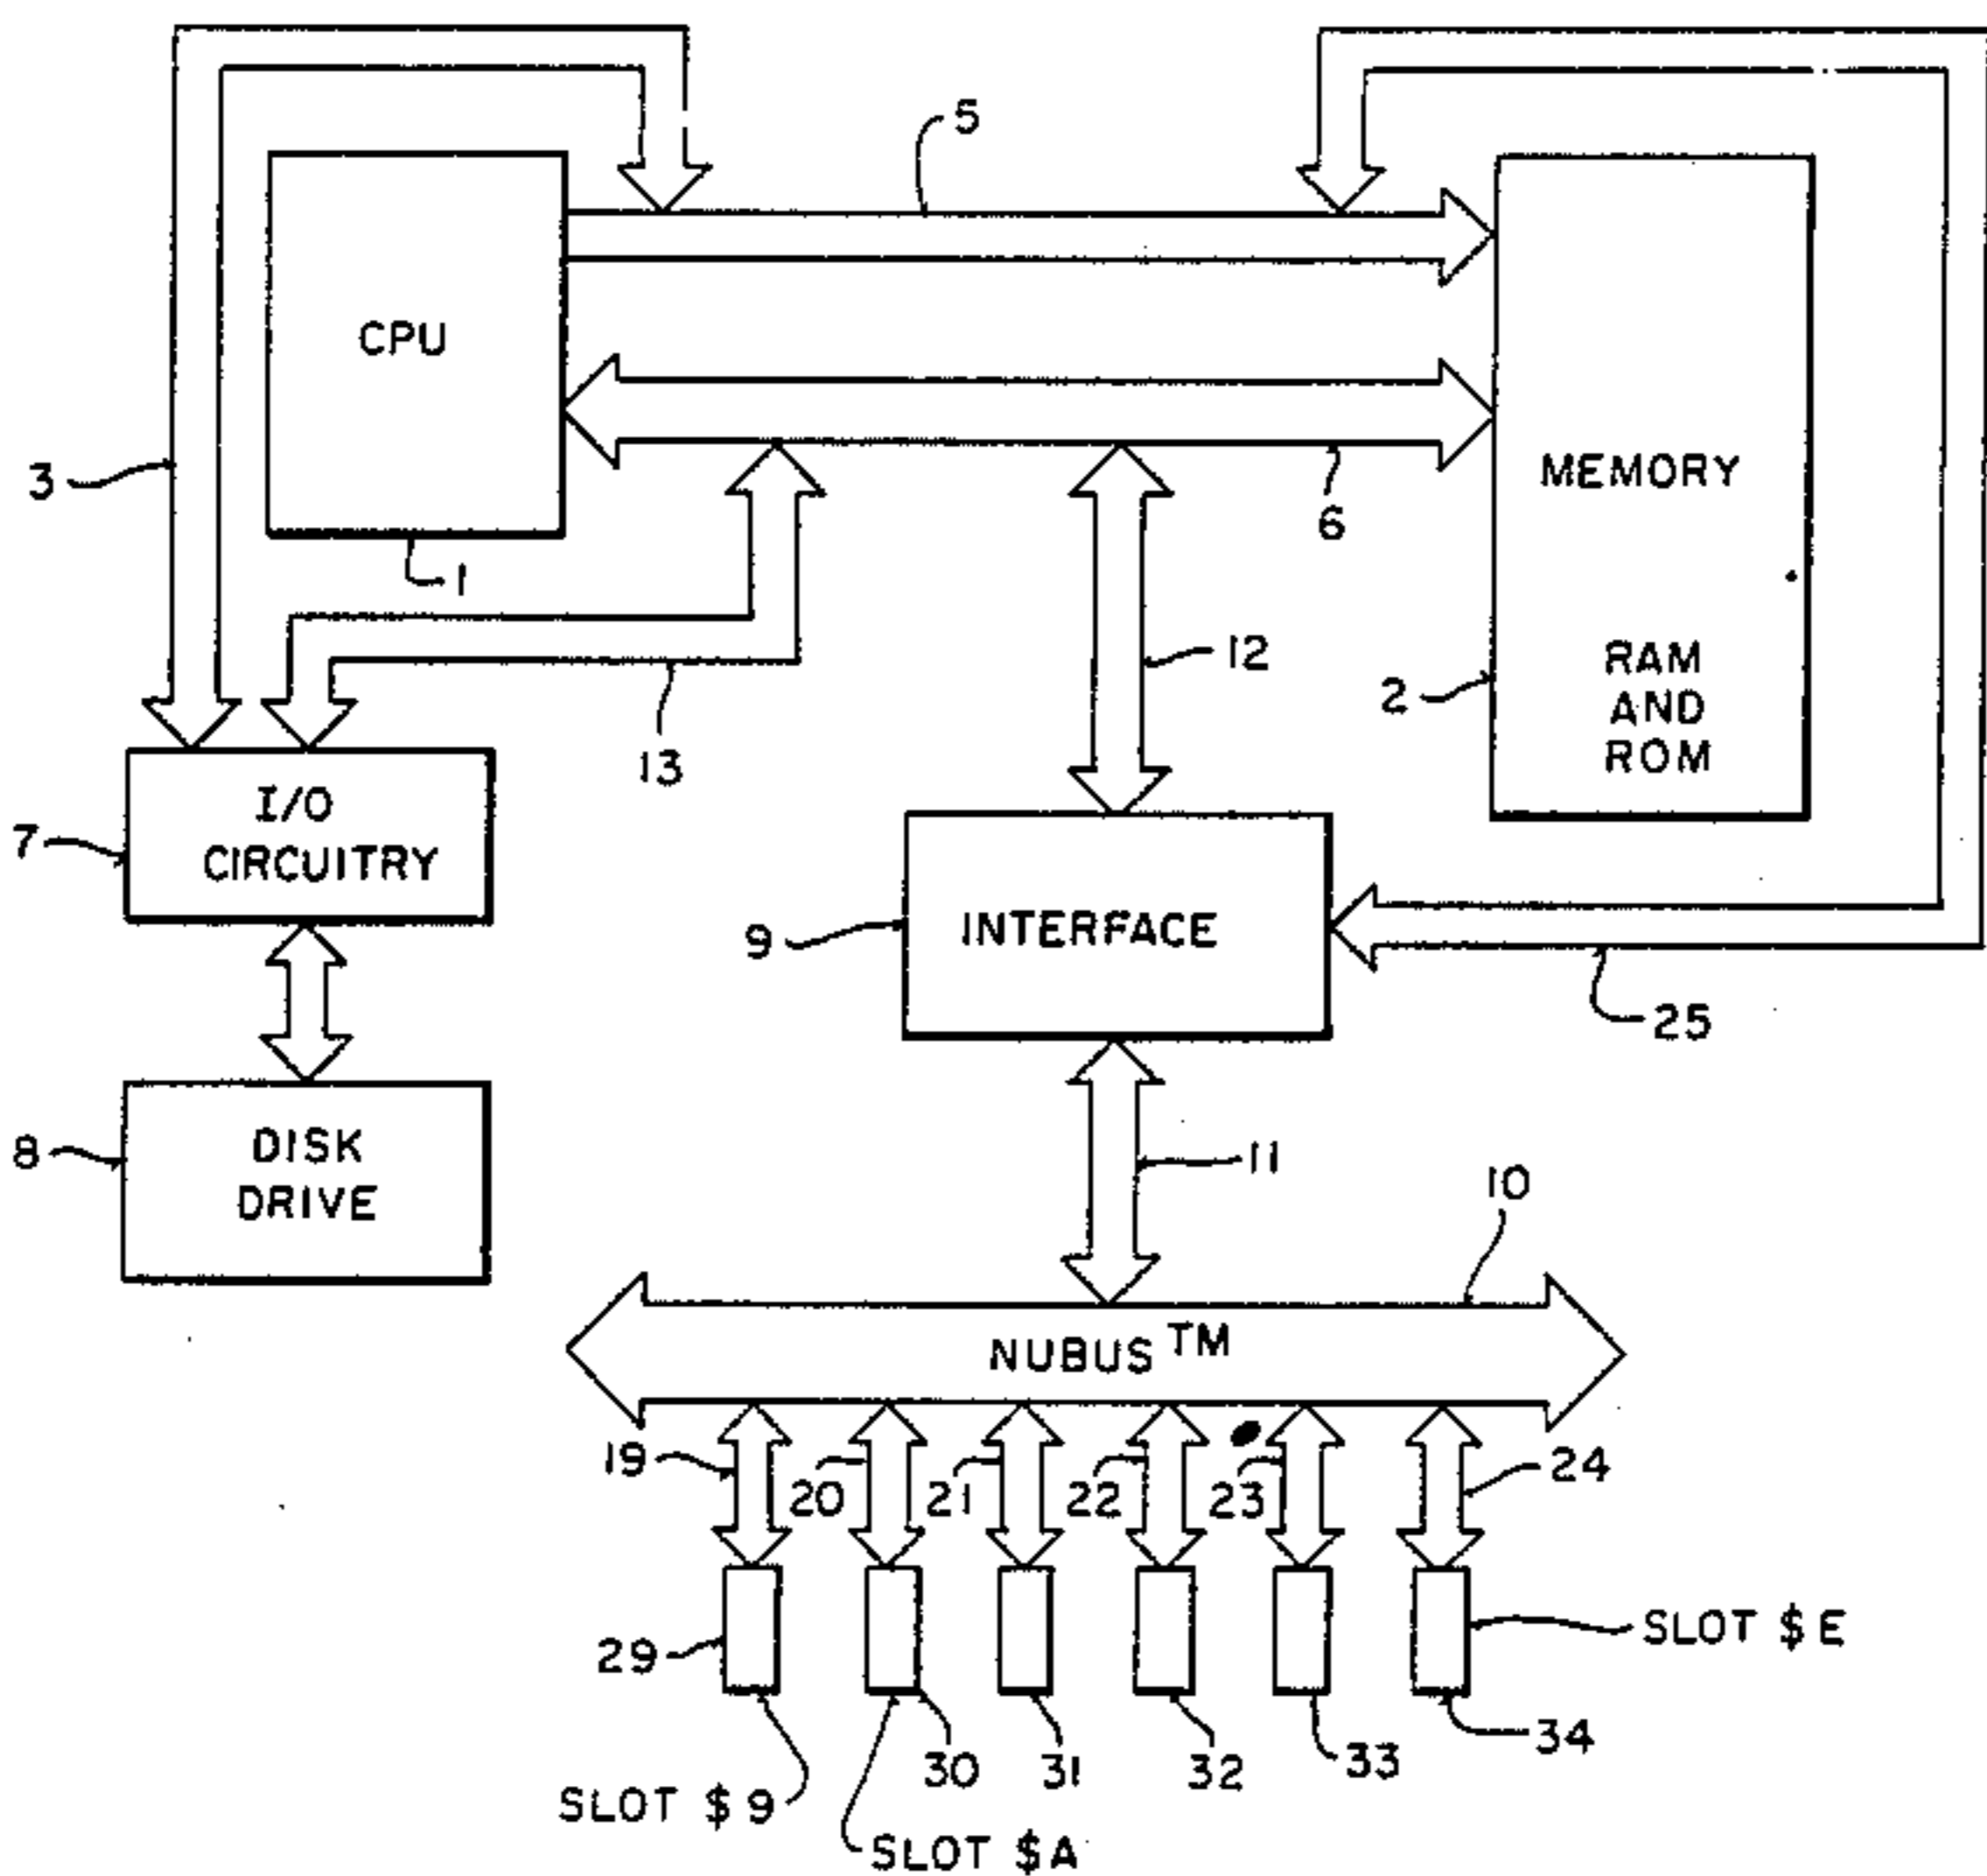 5
CPU
3
6
MEMORY
1
12
RAM
AND
ROM
2
13
I/O
CIRCUITRY
7
INTERFACE
9
25
DISK
DRIVE
8
11
10
NUBUS™
19
20
21
22
23
24
29
SLOT $E
30
31
32
33
34
SLOT $9
SLOT $A